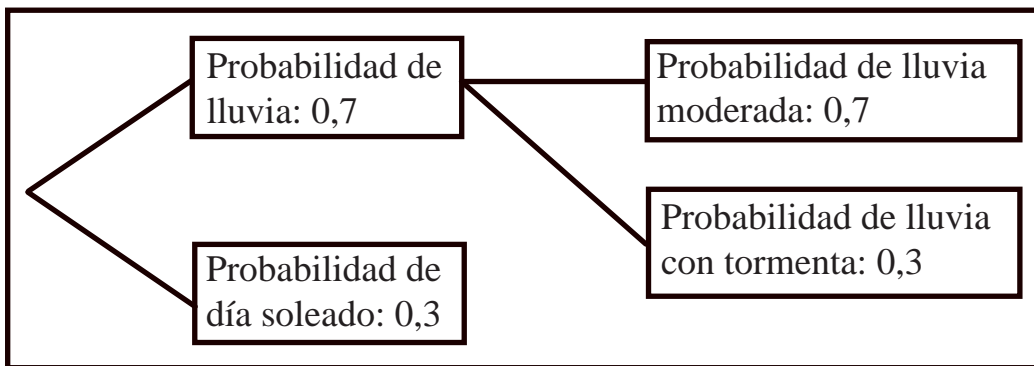 Probabilidad de
lluvia: 0,7
Probabilidad de lluvia
moderada: 0,7
Probabilidad de lluvia
con tormenta: 0,3
Probabilidad de
día soleado: 0,3